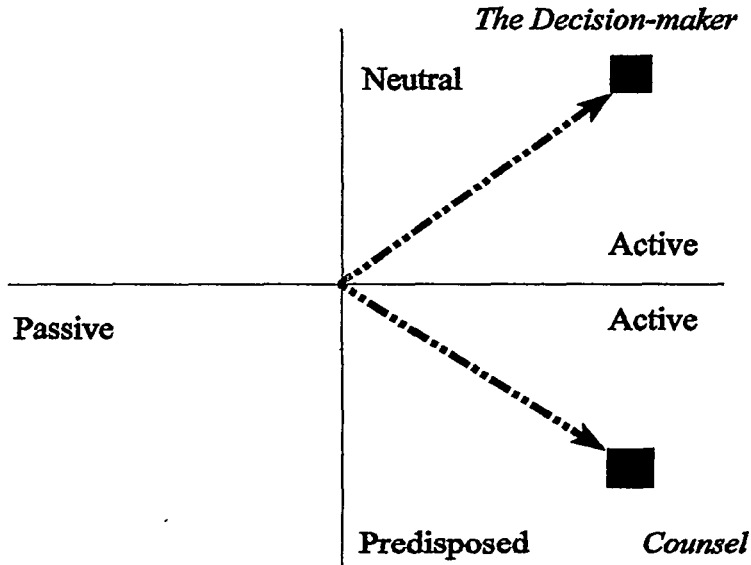 The Decision-maker
Neutral
Active
Passive
Active
Predisposed
Counsel